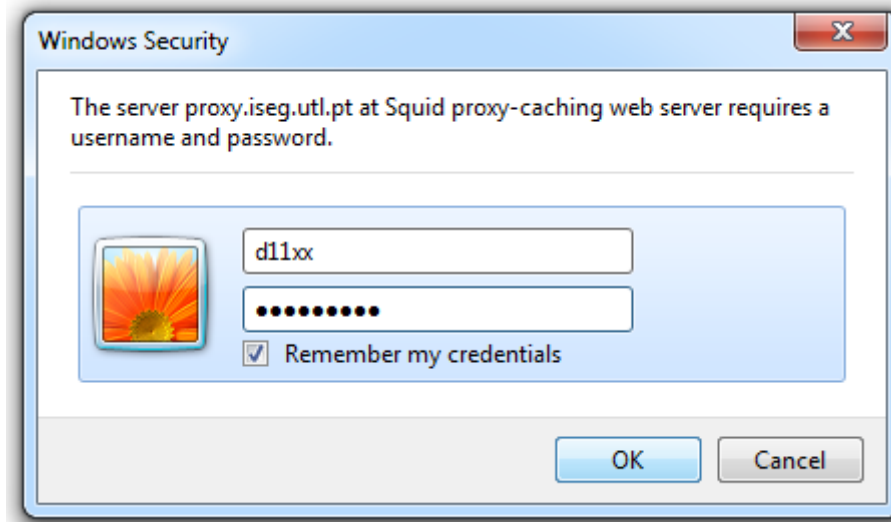 Windows Security
The server proxy.iseg.utl.pt at Squid proxy-caching web server requires a
username and password.
d11xx
●●●●●●●●●
Remember my credentials
OK
Cancel